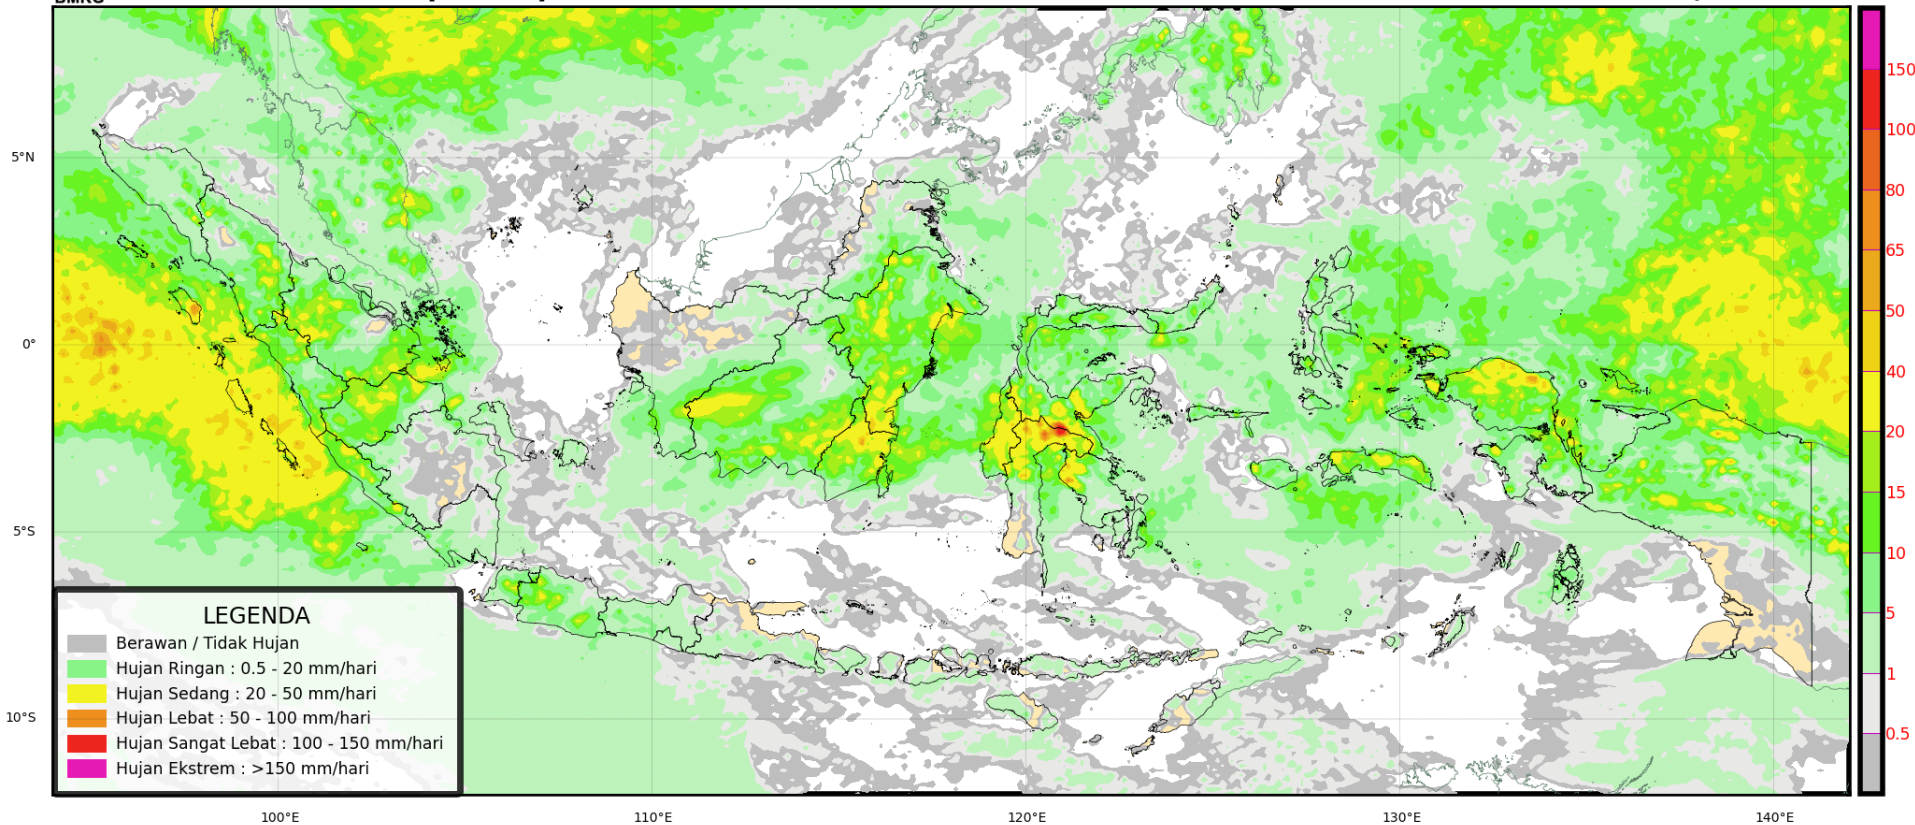 BMKG
150
100
80
65
50
40
20
15
10
5
1
0.5
5°N
0°
5°S
10°S
LEGENDA
Berawan / Tidak Hujan
Hujan Ringan : 0.5 - 20 mm/hari
Hujan Sedang : 20 - 50 mm/hari
Hujan Lebat : 50 - 100 mm/hari
Hujan Sangat Lebat : 100 - 150 mm/hari
Hujan Ekstrem : >150 mm/hari
100°E 110°E 120°E 130°E 140°E